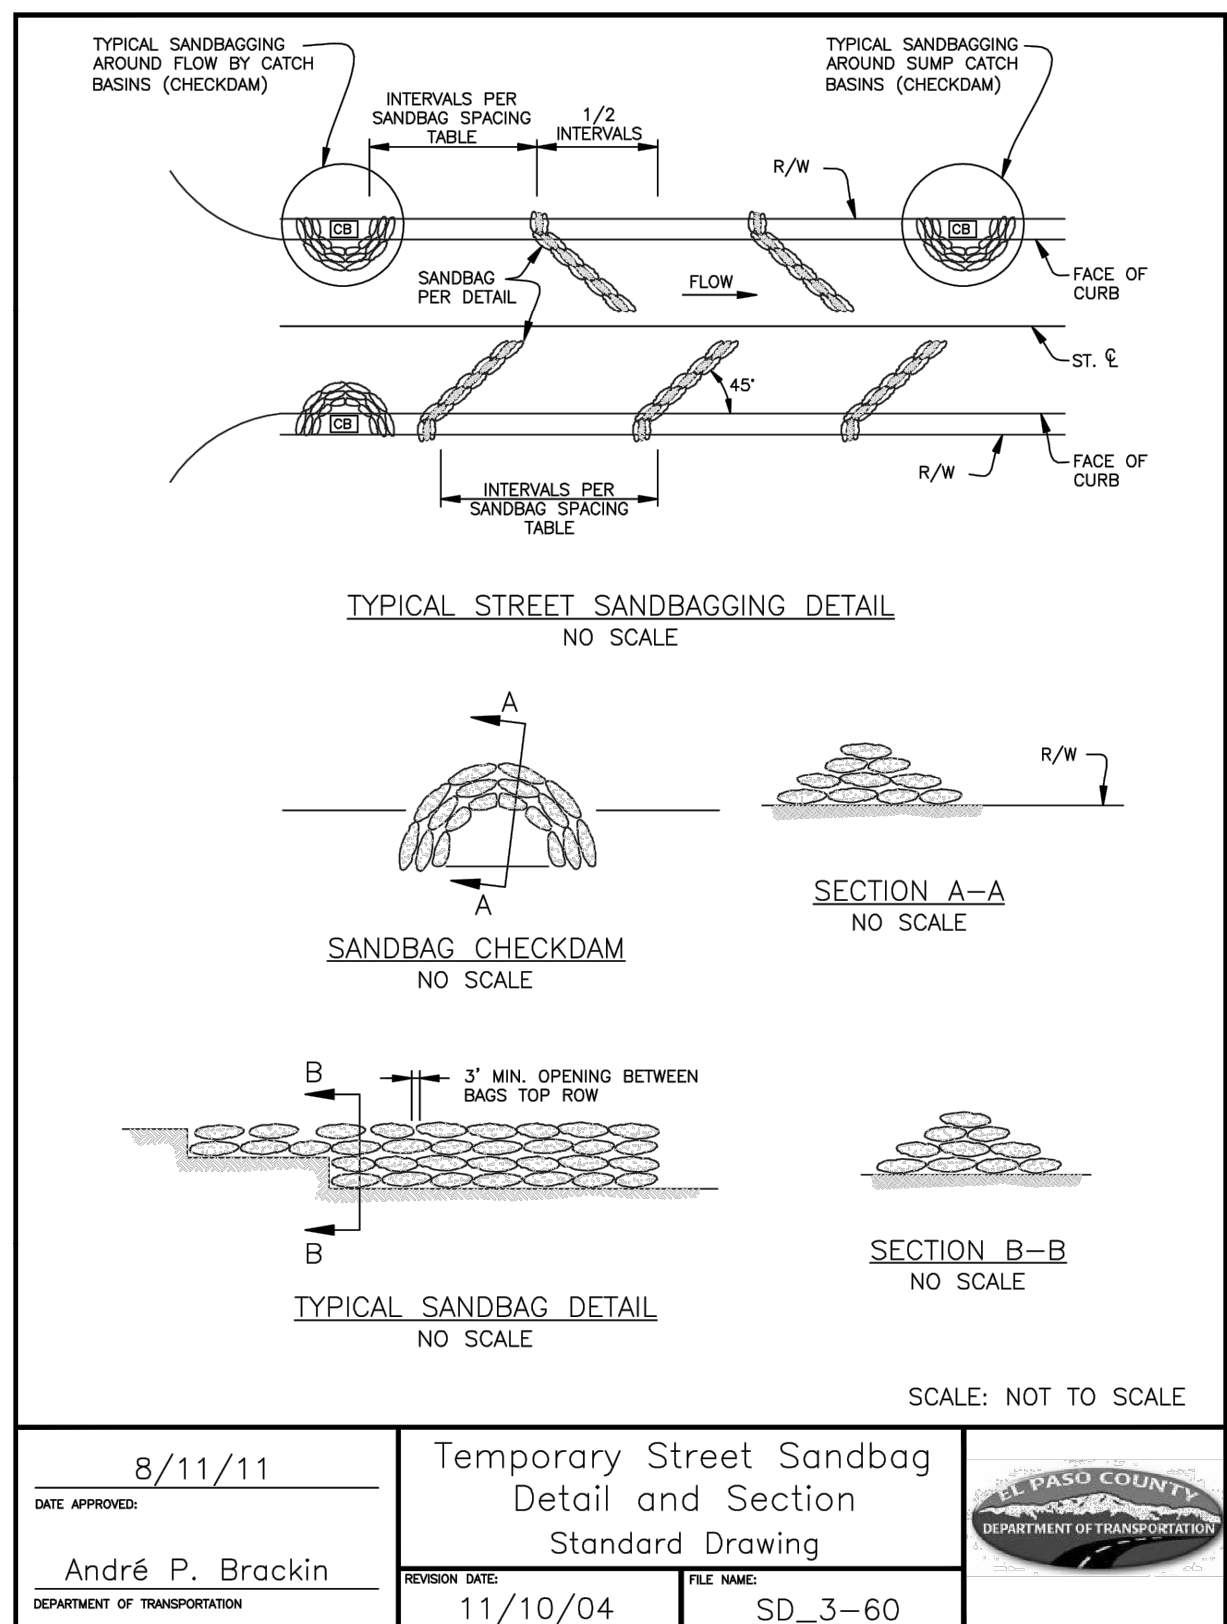 TYPICAL SANDBAGGING
AROUND FLOW BY CATCH
BASINS (CHECKDAM)
INTERVALS PER
SANDBAG SPACING
TABLE
1/2
INTERVALS
TYPICAL SANDBAGGING
AROUND SUMP CATCH
BASINS (CHECKDAM)
R/W
CB
CB
SANDBAG
PER DETAIL
FLOW
FACE OF
CURB
ST. ℄
45°
CB
R/W
FACE OF
CURB
INTERVALS PER
SANDBAG SPACING
TABLE
TYPICAL STREET SANDBAGGING DETAIL
NO SCALE
A
A
SANDBAG CHECKDAM
NO SCALE
R/W
SECTION A-A
NO SCALE
B
3' MIN. OPENING BETWEEN
BAGS TOP ROW
B
TYPICAL SANDBAG DETAIL
NO SCALE
SECTION B-B
NO SCALE
SCALE: NOT TO SCALE
8/11/11
DATE APPROVED:
André P. Brackin
DEPARTMENT OF TRANSPORTATION
Temporary Street Sandbag
Detail and Section
Standard Drawing
REVISION DATE:
11/10/04
FILE NAME:
SD_3-60
EL PASO COUNTY
DEPARTMENT OF TRANSPORTATION